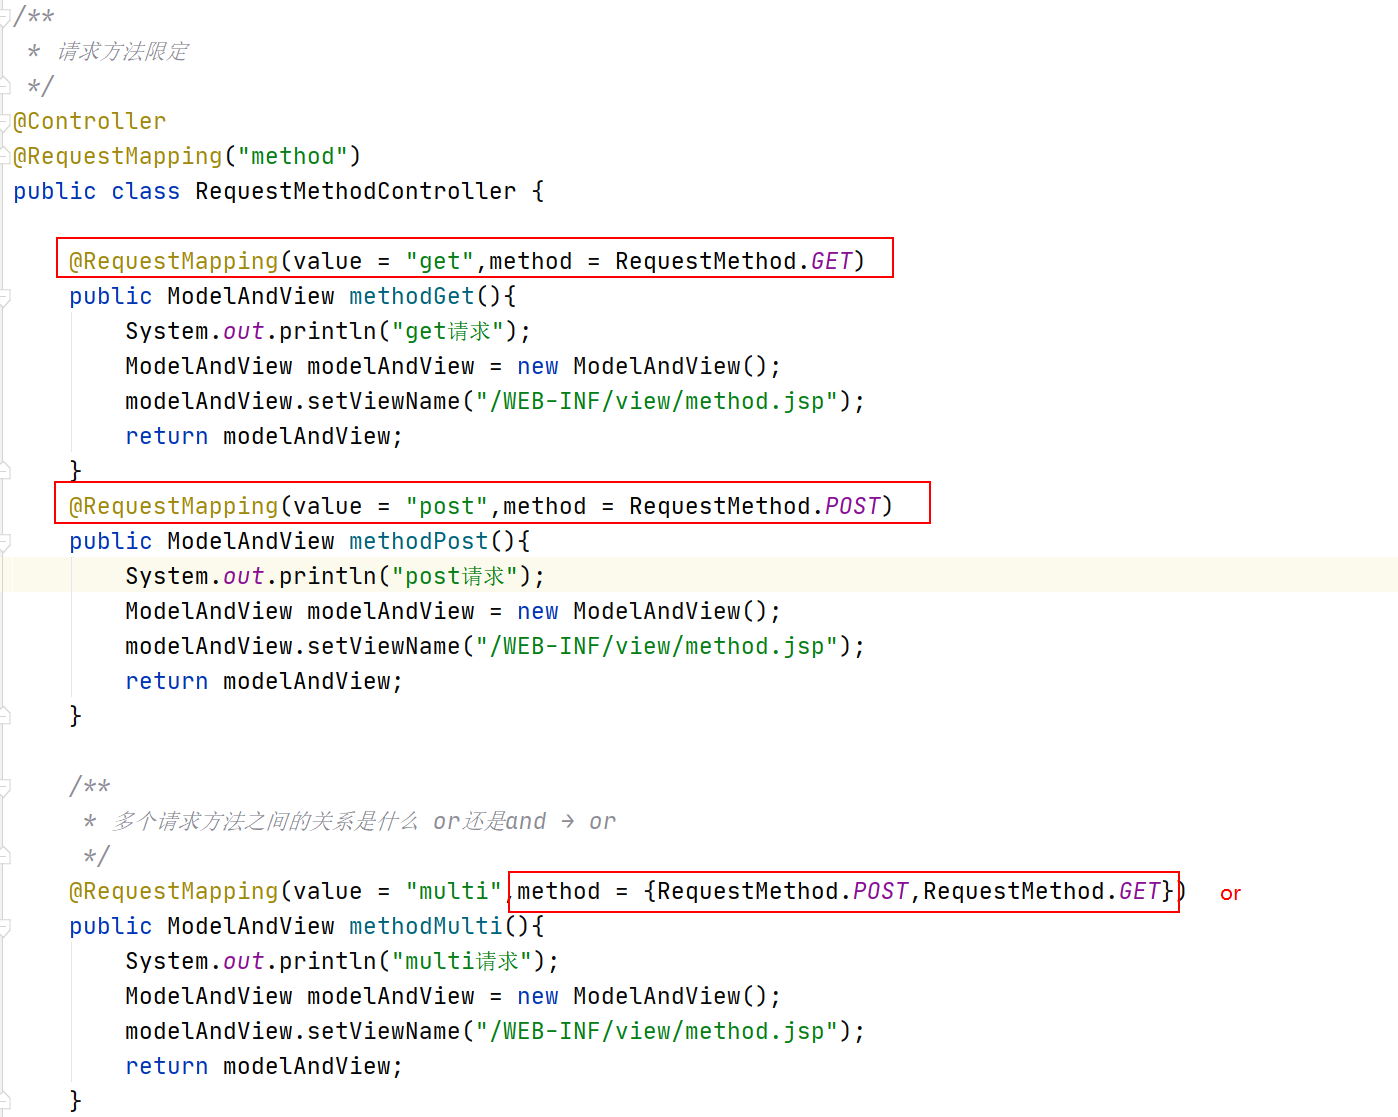 /**
 * 请求方法限定
 */
@Controller
@RequestMapping("method")
public class RequestMethodController {
    @RequestMapping(value = "get",method = RequestMethod.GET)
    public ModelAndView methodGet(){
        System.out.println("get请求");
        ModelAndView modelAndView = new ModelAndView();
        modelAndView.setViewName("/WEB-INF/view/method.jsp");
        return modelAndView;
    }
    @RequestMapping(value = "post",method = RequestMethod.POST)
    public ModelAndView methodPost(){
        System.out.println("post请求");
        ModelAndView modelAndView = new ModelAndView();
        modelAndView.setViewName("/WEB-INF/view/method.jsp");
        return modelAndView;
    }
    /**
     * 多个请求方法之间的关系是什么 or还是and → or
     */
    @RequestMapping(value = "multi",method = {RequestMethod.POST,RequestMethod.GET}) or
    public ModelAndView methodMulti(){
        System.out.println("multi请求");
        ModelAndView modelAndView = new ModelAndView();
        modelAndView.setViewName("/WEB-INF/view/method.jsp");
        return modelAndView;
    }